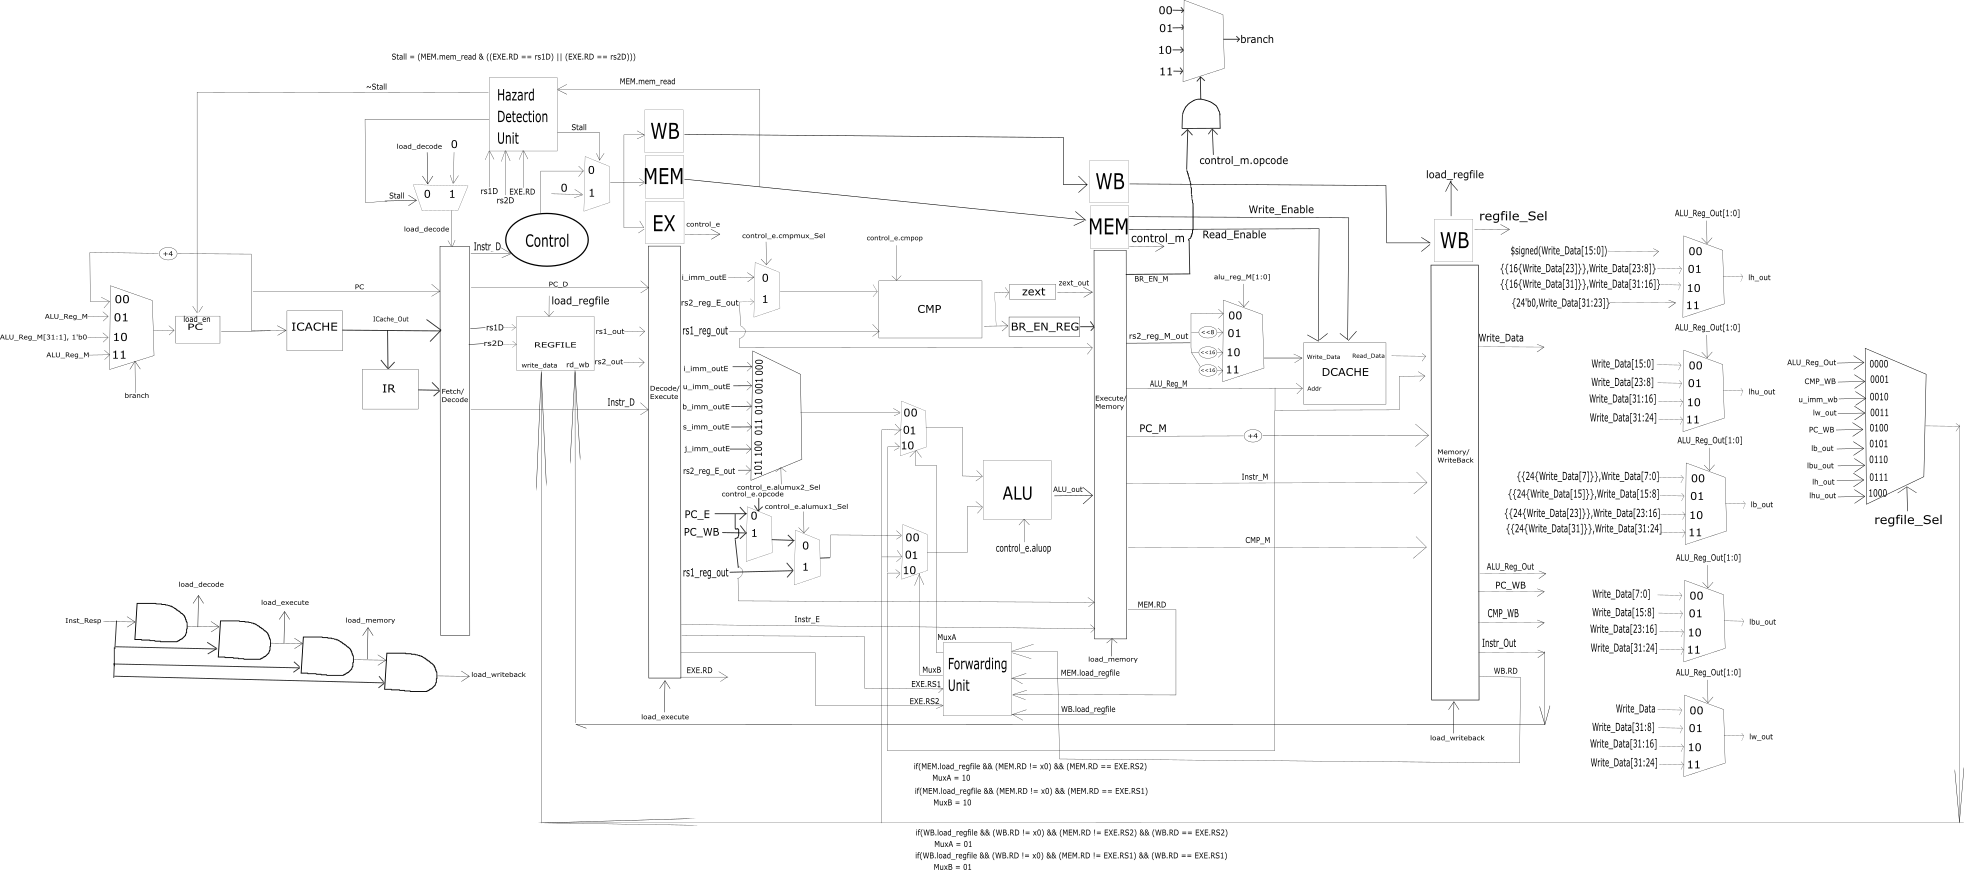 00
01
10
11
branch
control_m.opcode
Stall = (MEM.mem_read & ((EXE.RD == rs1D) || (EXE.RD == rs2D)))
~Stall
MEM.mem_read
Hazard
Detection
Unit
Stall
load_decode
0
0 1
Stall
load_decode
rs1D
rs2D
EXE.RD
0
0
1
Control
WB
MEM
EX
control_e
WB
MEM
control_m
Write_Enable
Read_Enable
load_regfile
WB
regfile_Sel
+4
00
01
10
11
ALU_Reg_M
ALU_Reg_M[31:1], 1'b0
ALU_Reg_M
branch
load_en
PC
PC
ICACHE
ICache_Out
IR
Instr_D
Fetch/
Decode
PC_D
load_regfile
rs1D
rs2D
REGFILE
write_data rd_wb
rs1_out
rs2_out
Instr_D
Decode/
Execute
control_e.cmpmux_Sel
i_imm_outE
rs2_reg_E_out
0
1
rs1_reg_out
control_e.cmpop
CMP
zext
zext_out
BR_EN_REG
BR_EN_M
i_imm_outE
u_imm_outE
b_imm_outE
s_imm_outE
j_imm_outE
rs2_reg_E_out
000
001
010
011
100
101
control_e.alumux2_Sel
control_e.opcode
PC_E
PC_WB
0
1
control_e.alumux1_Sel
0
1
rs1_reg_out
00
01
10
00
01
10
ALU
ALU_out
control_e.aluop
Execute/
Memory
alu_reg_M[1:0]
rs2_reg_M_out
<<8
<<16
<<16
00
01
10
11
Write_Data Read_Data
DCACHE
Addr
ALU_Reg_M
PC_M
+4
Instr_M
CMP_M
MEM.RD
load_memory
Instr_E
MuxA
MuxB
Forwarding
Unit
EXE.RS1
EXE.RS2
EXE.RD
load_execute
MEM.load_regfile
WB.load_regfile
Memory/
WriteBack
Write_Data
ALU_Reg_Out
PC_WB
CMP_WB
Instr_Out
WB.RD
load_writeback
Inst_Resp
load_decode
load_execute
load_memory
load_writeback
if(MEM.load_regfile && (MEM.RD != x0) && (MEM.RD == EXE.RS2)
MuxA = 10
if(MEM.load_regfile && (MEM.RD != x0) && (MEM.RD == EXE.RS1)
MuxB = 10
if(WB.load_regfile && (WB.RD != x0) && (MEM.RD != EXE.RS2) && (WB.RD == EXE.RS2)
MuxA = 01
if(WB.load_regfile && (WB.RD != x0) && (MEM.RD != EXE.RS1) && (WB.RD == EXE.RS1)
MuxB = 01
ALU_Reg_Out[1:0]
$signed(Write_Data[15:0]) 00
{{16{Write_Data[23]}},Write_Data[23:8]} 01
{{16{Write_Data[31]}},Write_Data[31:16]} 10
{24'b0,Write_Data[31:23]} 11
lh_out
ALU_Reg_Out[1:0]
Write_Data[15:0] 00
Write_Data[23:8] 01
Write_Data[31:16] 10
Write_Data[31:24] 11
lhu_out
ALU_Reg_Out[1:0]
{{24{Write_Data[7]}},Write_Data[7:0] 00
{{24{Write_Data[15]}},Write_Data[15:8] 01
{{24{Write_Data[23]}},Write_Data[23:16] 10
{{24{Write_Data[31]}},Write_Data[31:24] 11
lb_out
ALU_Reg_Out[1:0]
Write_Data[7:0] 00
Write_Data[15:8] 01
Write_Data[23:16] 10
Write_Data[31:24] 11
lbu_out
ALU_Reg_Out[1:0]
Write_Data 00
Write_Data[31:8] 01
Write_Data[31:16] 10
Write_Data[31:24] 11
lw_out
ALU_Reg_Out 0000
CMP_WB 0001
u_imm_wb 0010
lw_out 0011
PC_WB 0100
lb_out 0101
lbu_out 0110
lh_out 0111
lhu_out 1000
regfile_Sel